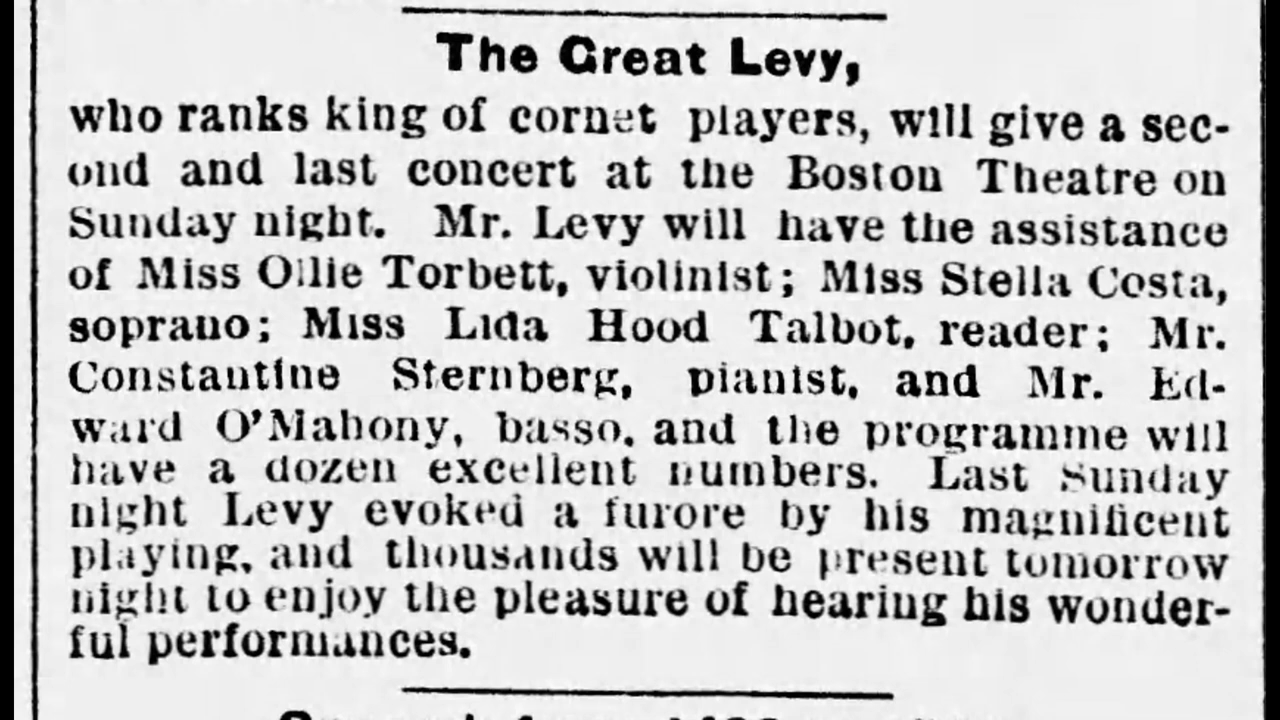 The Great Levy,
who ranks king of cornet players, will give a sec-
ond and last concert at the Boston Theatre on
Sunday night. Mr. Levy will have the assistance
of Miss Ollie Torbett, violinist; Miss Stella Costa,
soprano; Miss Lida Hood Talbot, reader; Mr.
Constantine Sternberg, pianist, and Mr. Ed-
ward O'Mahony, basso, and the programme will
have a dozen excellent numbers. Last Sunday
night Levy evoked a furore by his magnificent
playing, and thousands will be present tomorrow
night to enjoy the pleasure of hearing his wonder-
ful performances.